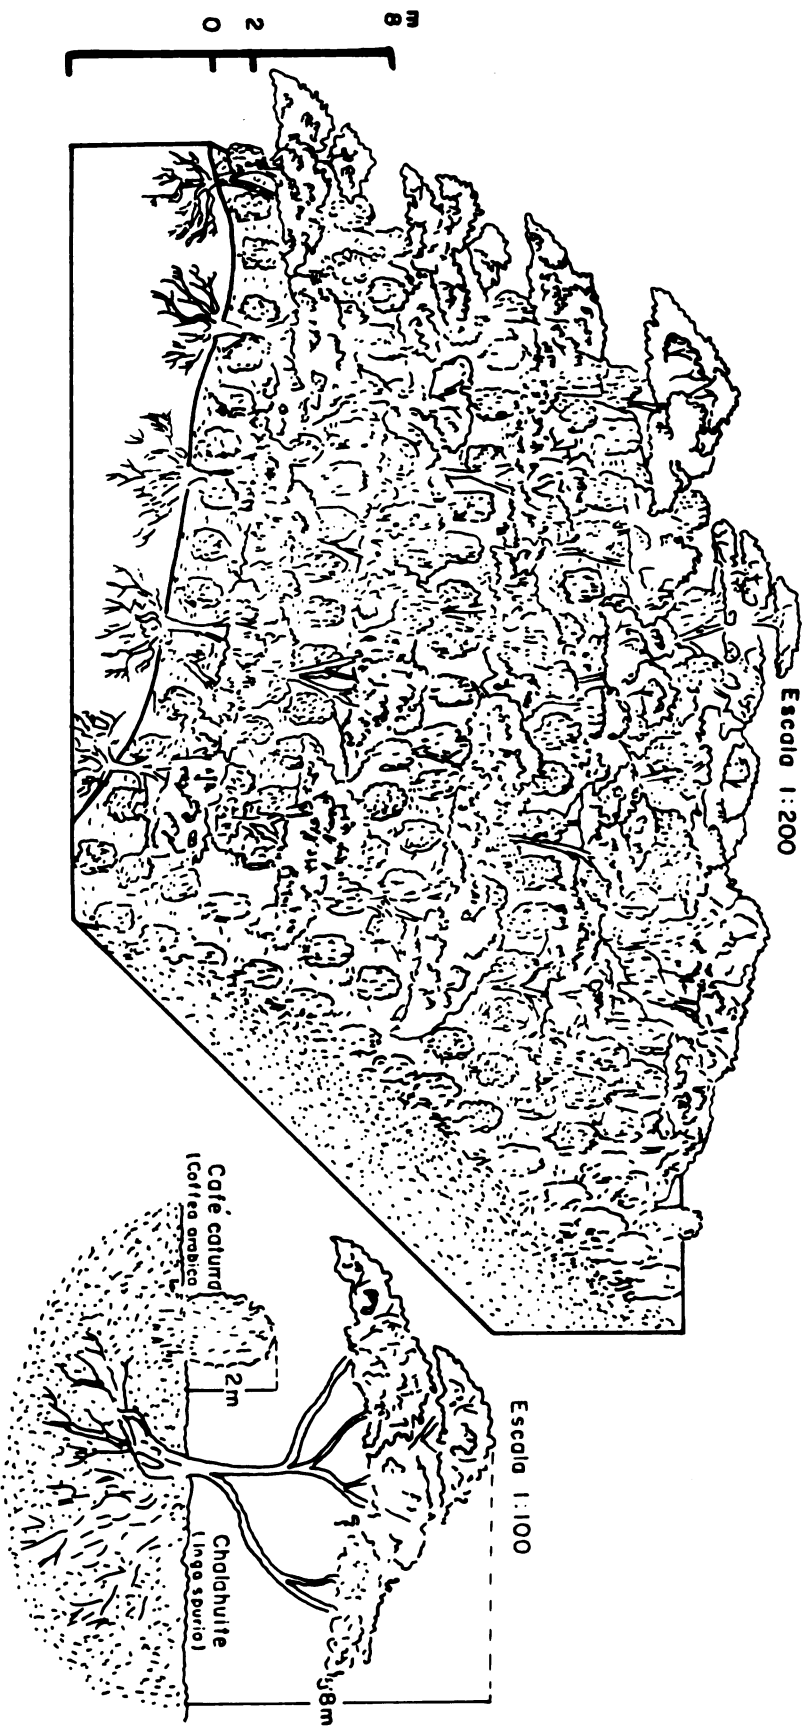 m
8
2
0
Escala 1:200
Escala 1:100
Café caturra
(Coffea arabica
2m
Chalahuite
(Inga spuria)
8m